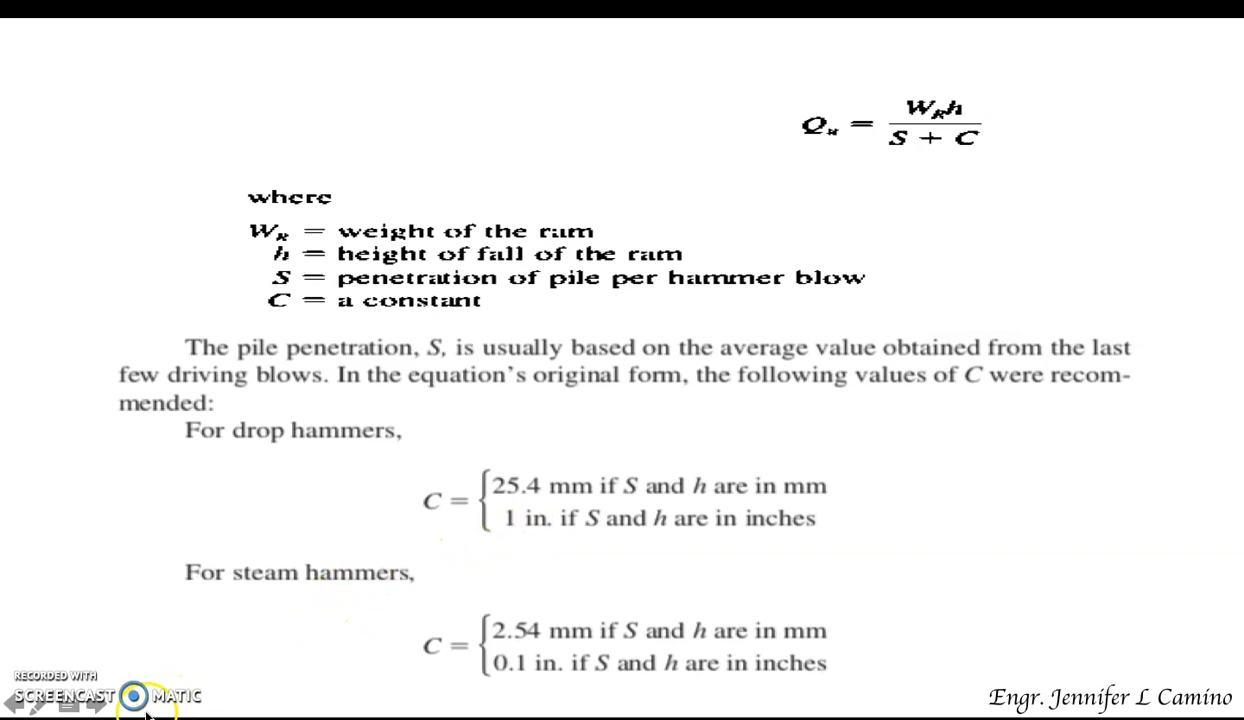 Qᵤ = W_R h / (S + C)
where
W_R = weight of the ram
h = height of fall of the ram
S = penetration of pile per hammer blow
C = a constant
The pile penetration, S, is usually based on the average value obtained from the last
few driving blows. In the equation's original form, the following values of C were recom-
mended:
For drop hammers,
C = { 25.4 mm if S and h are in mm
1 in. if S and h are in inches
For steam hammers,
C = { 2.54 mm if S and h are in mm
0.1 in. if S and h are in inches
RECORDED WITH
SCREENCAST MATIC
Engr. Jennifer L Camino